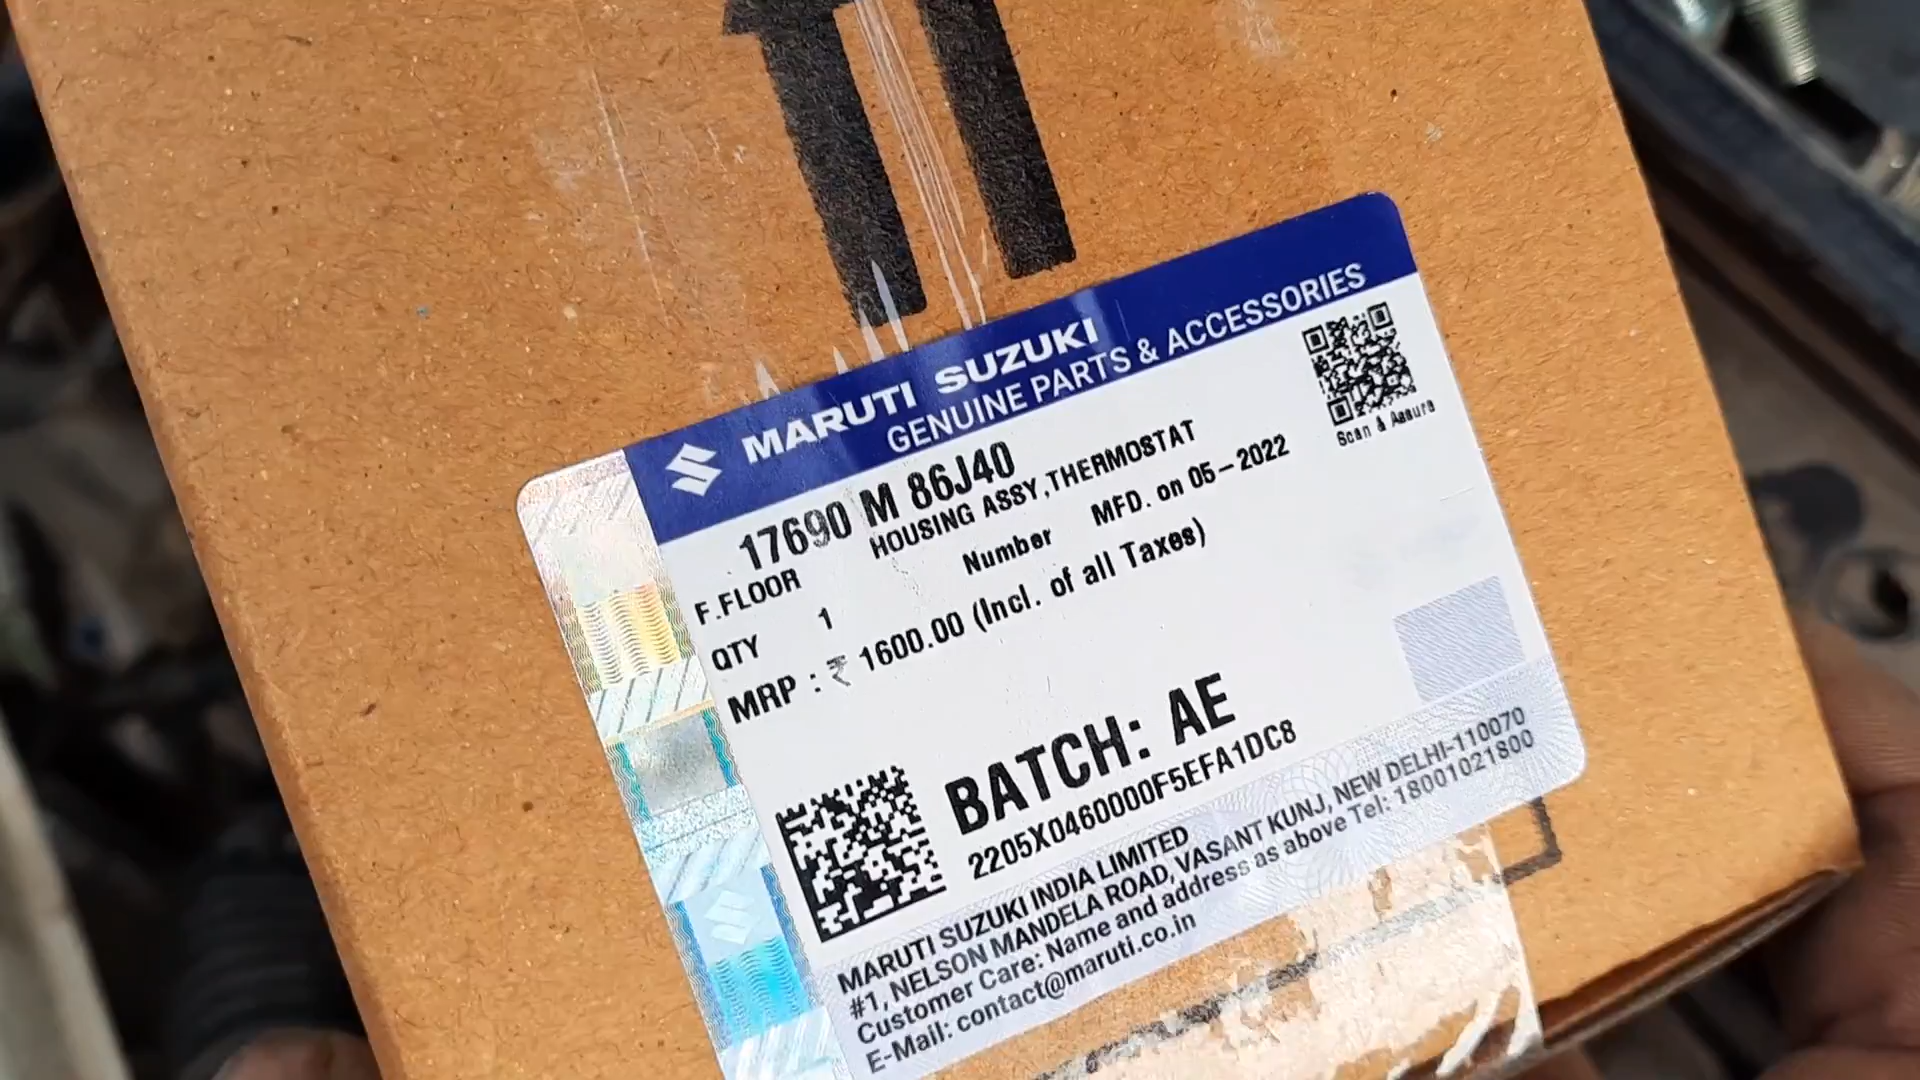 MARUTI SUZUKI
GENUINE PARTS & ACCESSORIES
17690 M 86J40
HOUSING ASSY,THERMOSTAT
Scan & Assure
F.FLOOR
Number
MFD. on 05-2022
QTY 1
MRP : ₹ 1600.00 (Incl. of all Taxes)
BATCH: AE
2205X0460000F5EFA1DC8
MARUTI SUZUKI INDIA LIMITED
#1, NELSON MANDELA ROAD, VASANT KUNJ, NEW DELHI-110070
Customer Care: Name and address as above Tel: 18001021800
E-Mail: contact@maruti.co.in